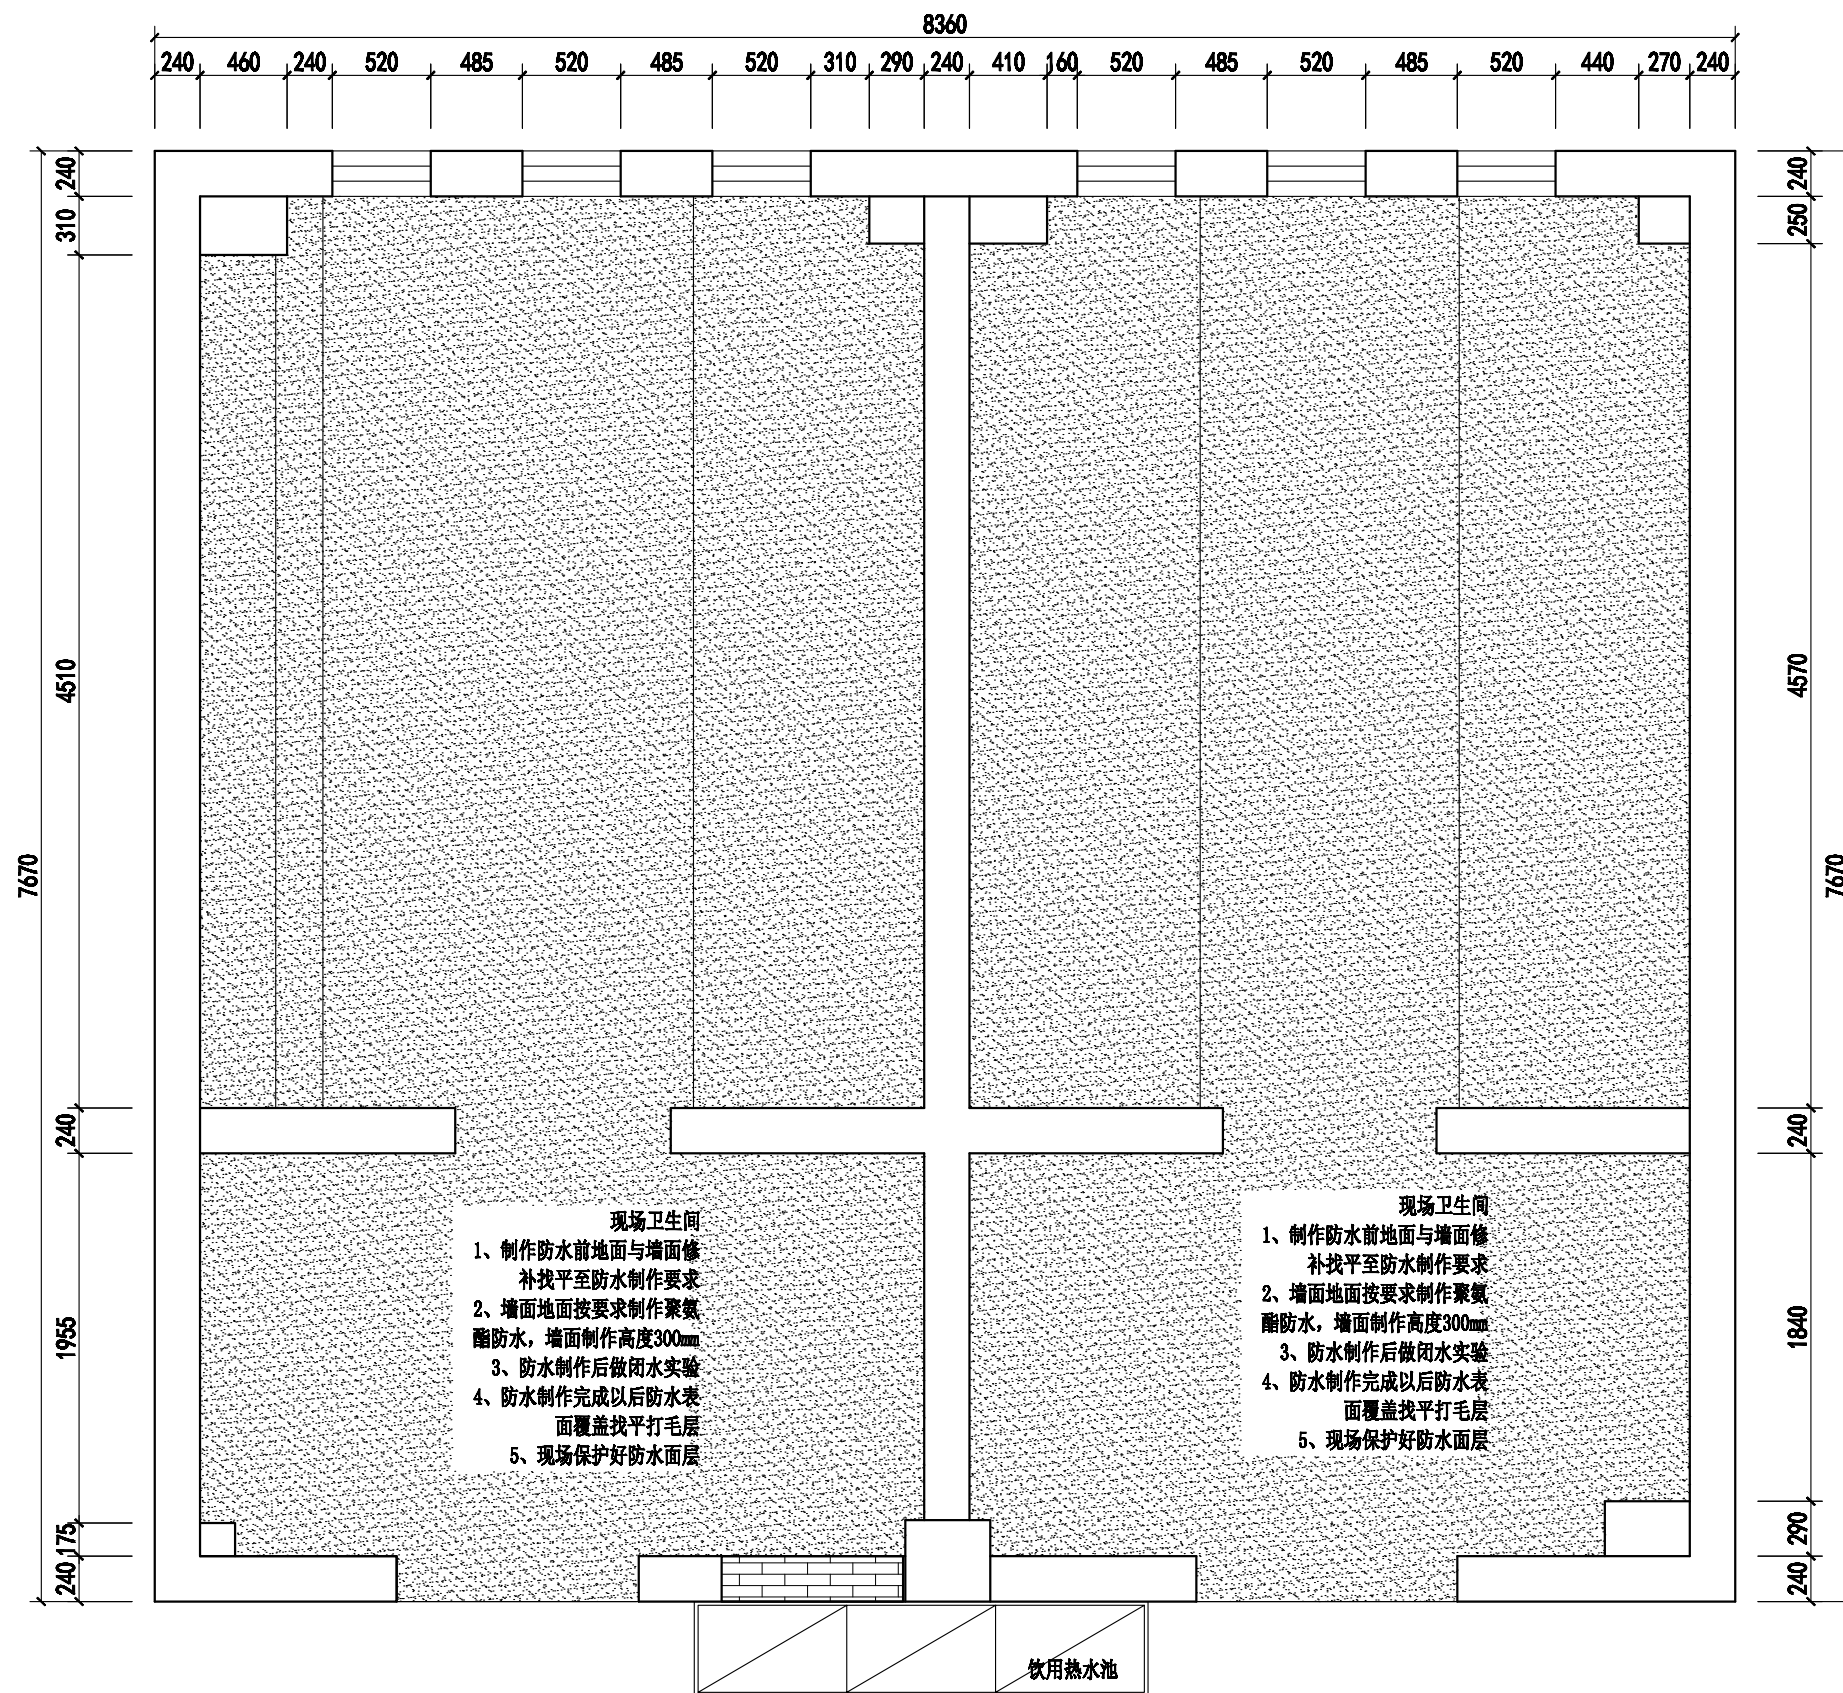 8360
240 460 240 520 485 520 485 520 310 290 240 410 160 520 485 520 485 520 440 270 240
240
310
4510
240
1955
175
240
7670
240
250
4570
240
1840
290
240
7670
现场卫生间
1、制作防水前地面与墙面修
补找平至防水制作要求
2、墙面地面按要求制作聚氨
酯防水，墙面制作高度300mm
3、防水制作后做闭水实验
4、防水制作完成以后防水表
面覆盖找平打毛层
5、现场保护好防水面层
现场卫生间
1、制作防水前地面与墙面修
补找平至防水制作要求
2、墙面地面按要求制作聚氨
酯防水，墙面制作高度300mm
3、防水制作后做闭水实验
4、防水制作完成以后防水表
面覆盖找平打毛层
5、现场保护好防水面层
饮用热水池